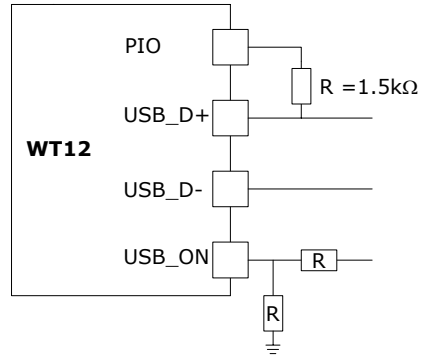 PIO
R =1.5kΩ
USB_D+
WT12
USB_D-
USB_ON
R
R